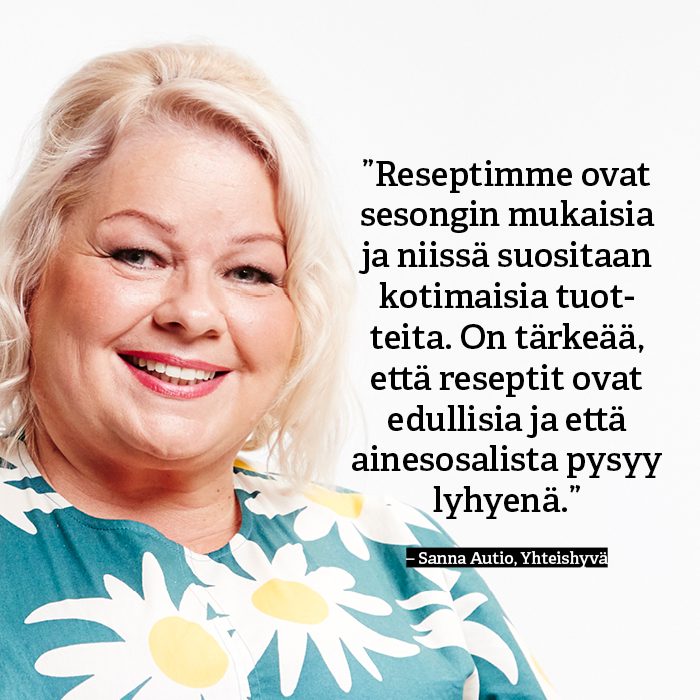 ”Reseptimme ovat
sesongin mukaisia
ja niissä suositaan
kotimaisia tuot-
teita. On tärkeää,
että reseptit ovat
edullisia ja että
ainesosalista pysyy
lyhyenä.”
– Sanna Autio, Yhteishyvä